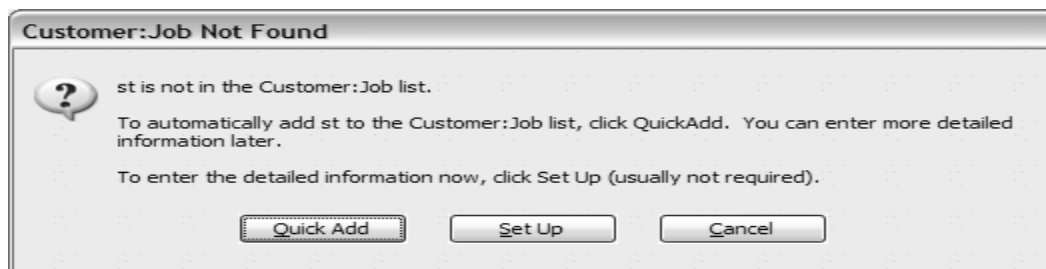 Customer:Job Not Found
st is not in the Customer:Job list.
To automatically add st to the Customer:Job list, click QuickAdd. You can enter more detailed
information later.
To enter the detailed information now, click Set Up (usually not required).
Quick Add Set Up Cancel